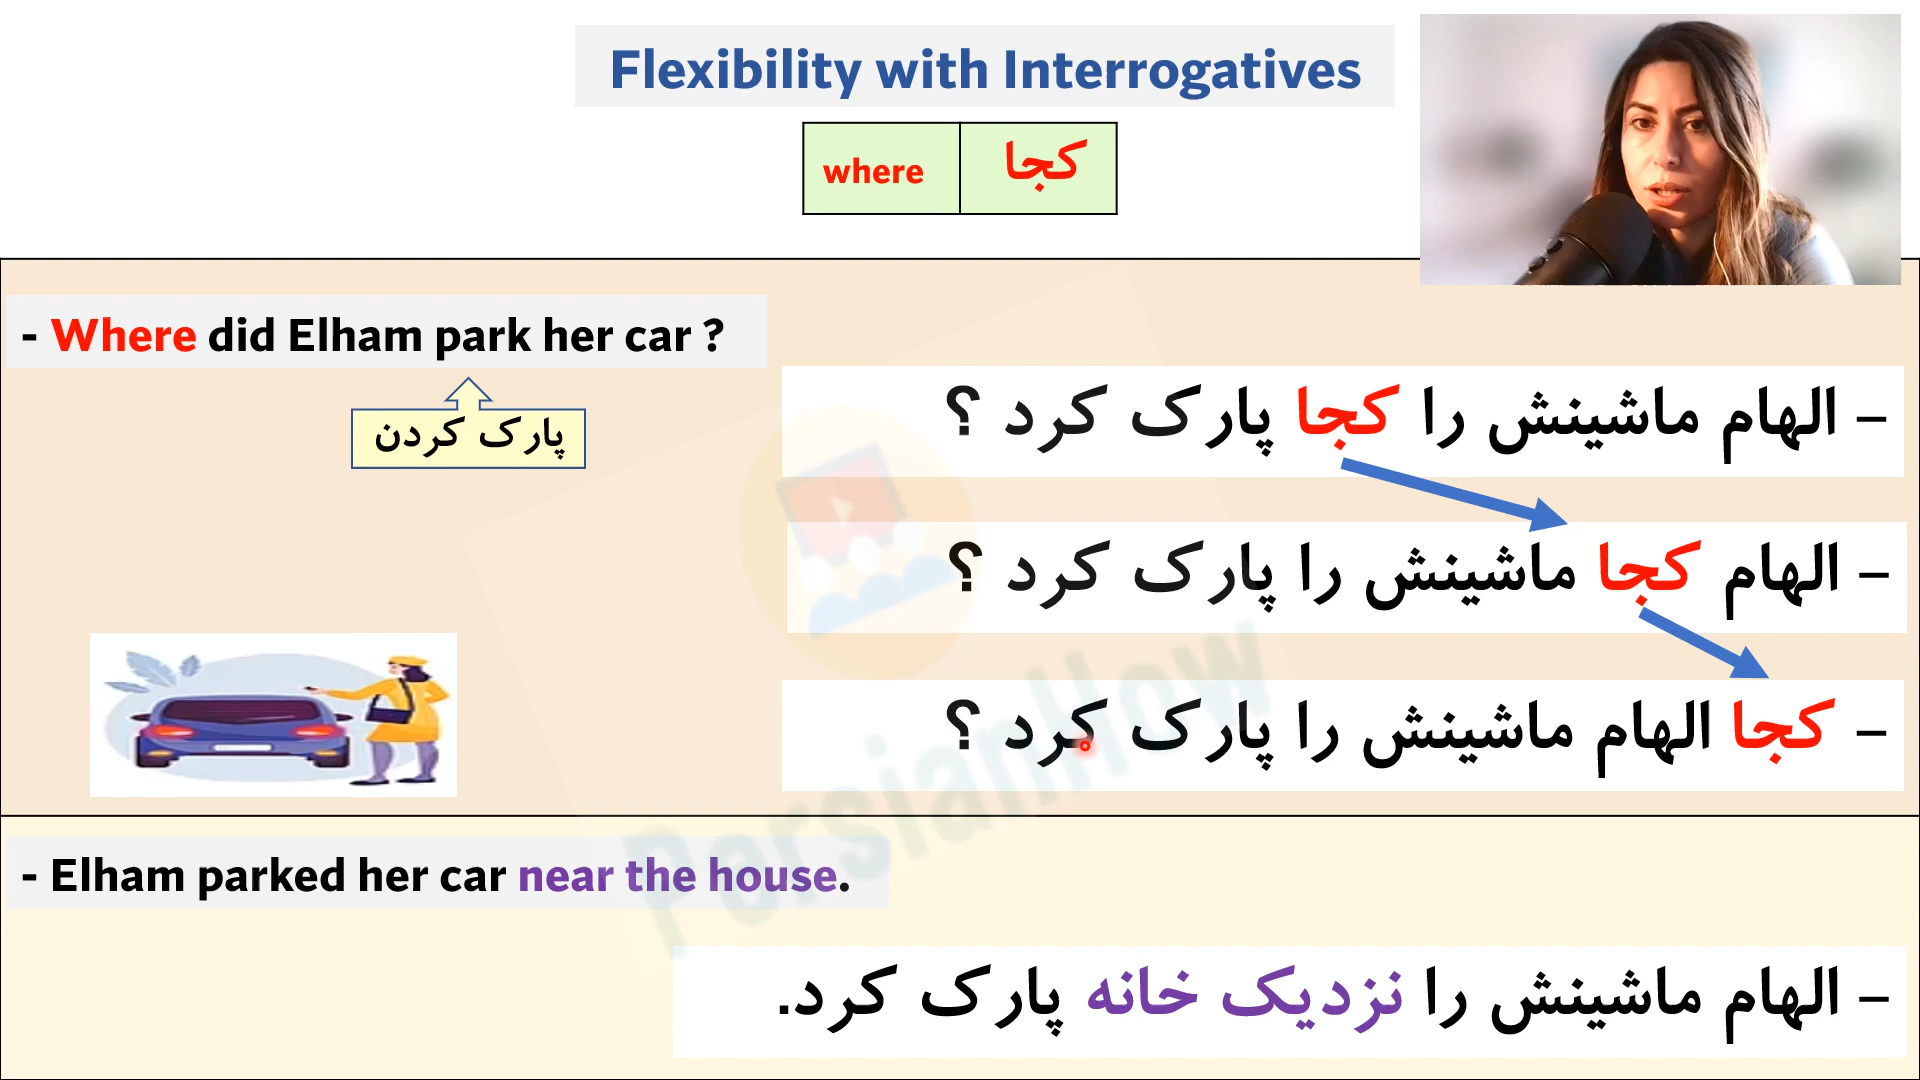 Flexibility with Interrogatives
where کجا
- Where did Elham park her car ?
پارک کردن
– الهام ماشینش را کجا پارک کرد ؟
– الهام کجا ماشینش را پارک کرد ؟
– کجا الهام ماشینش را پارک کرد ؟
PersianHow
- Elham parked her car near the house.
– الهام ماشینش را نزدیک خانه پارک کرد.